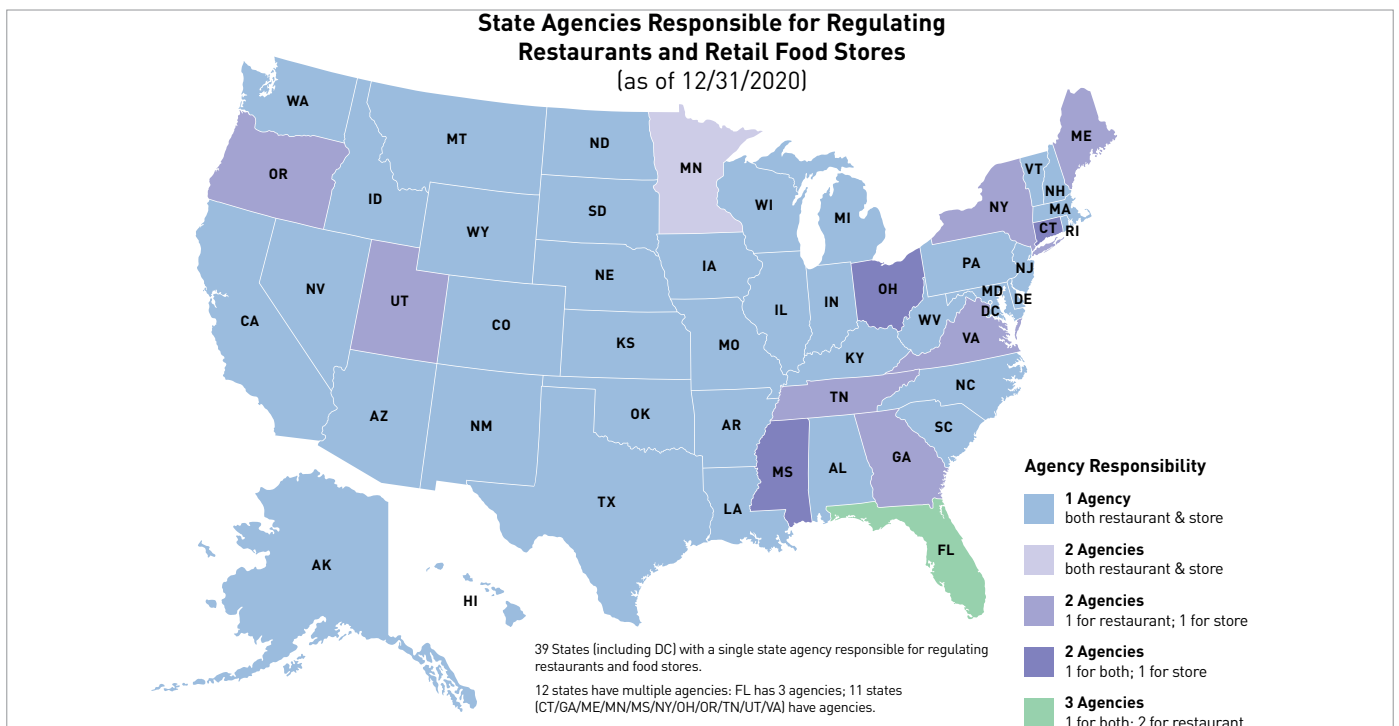 State Agencies Responsible for Regulating
Restaurants and Retail Food Stores
(as of 12/31/2020)
WA
MT
ND
MN
ME
OR
ID
SD
WI
MI
VT
NH
NY
MA
CT
RI
WY
IA
NE
PA
NJ
NV
UT
OH
MD
DE
IL
IN
DC
CA
CO
WV
VA
KS
MO
KY
NC
TN
AZ
NM
OK
AR
SC
MS
AL
GA
TX
LA
FL
AK
HI
Agency Responsibility
1 Agency
both restaurant & store
2 Agencies
both restaurant & store
2 Agencies
1 for restaurant; 1 for store
2 Agencies
1 for both; 1 for store
3 Agencies
1 for both; 2 for restaurant
39 States (including DC) with a single state agency responsible for regulating
restaurants and food stores.
12 states have multiple agencies: FL has 3 agencies; 11 states
(CT/GA/ME/MN/MS/NY/OH/OR/TN/UT/VA) have agencies.